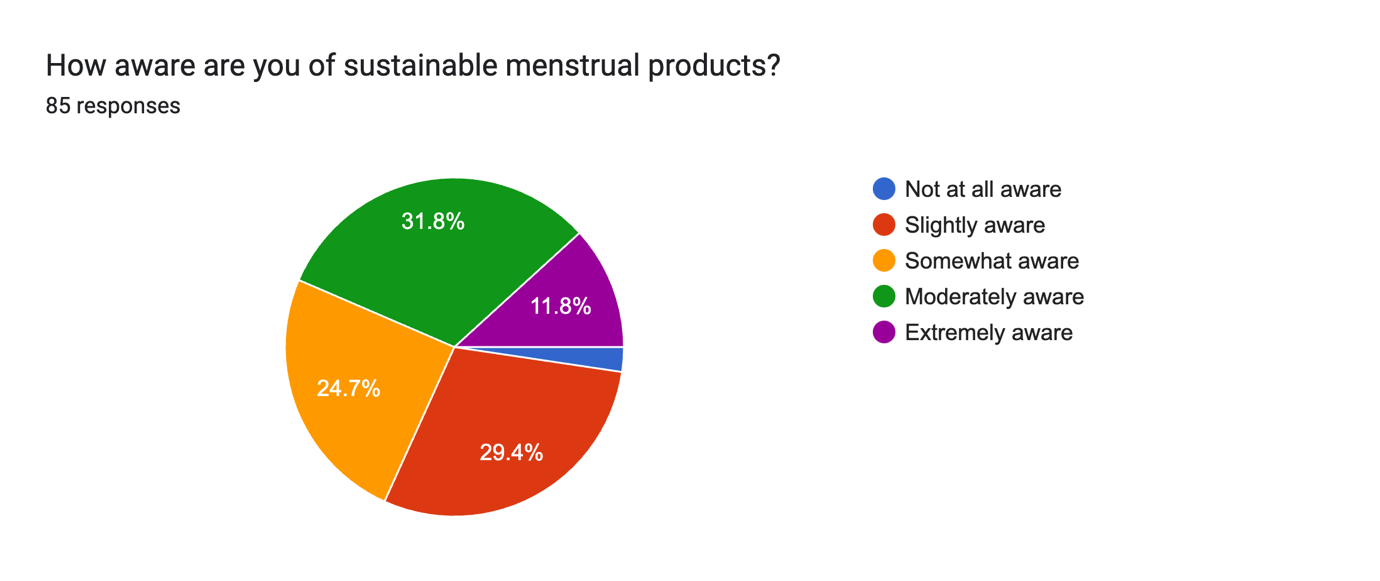 How aware are you of sustainable menstrual products?
85 responses
31.8%
11.8%
24.7%
29.4%
Not at all aware
Slightly aware
Somewhat aware
Moderately aware
Extremely aware